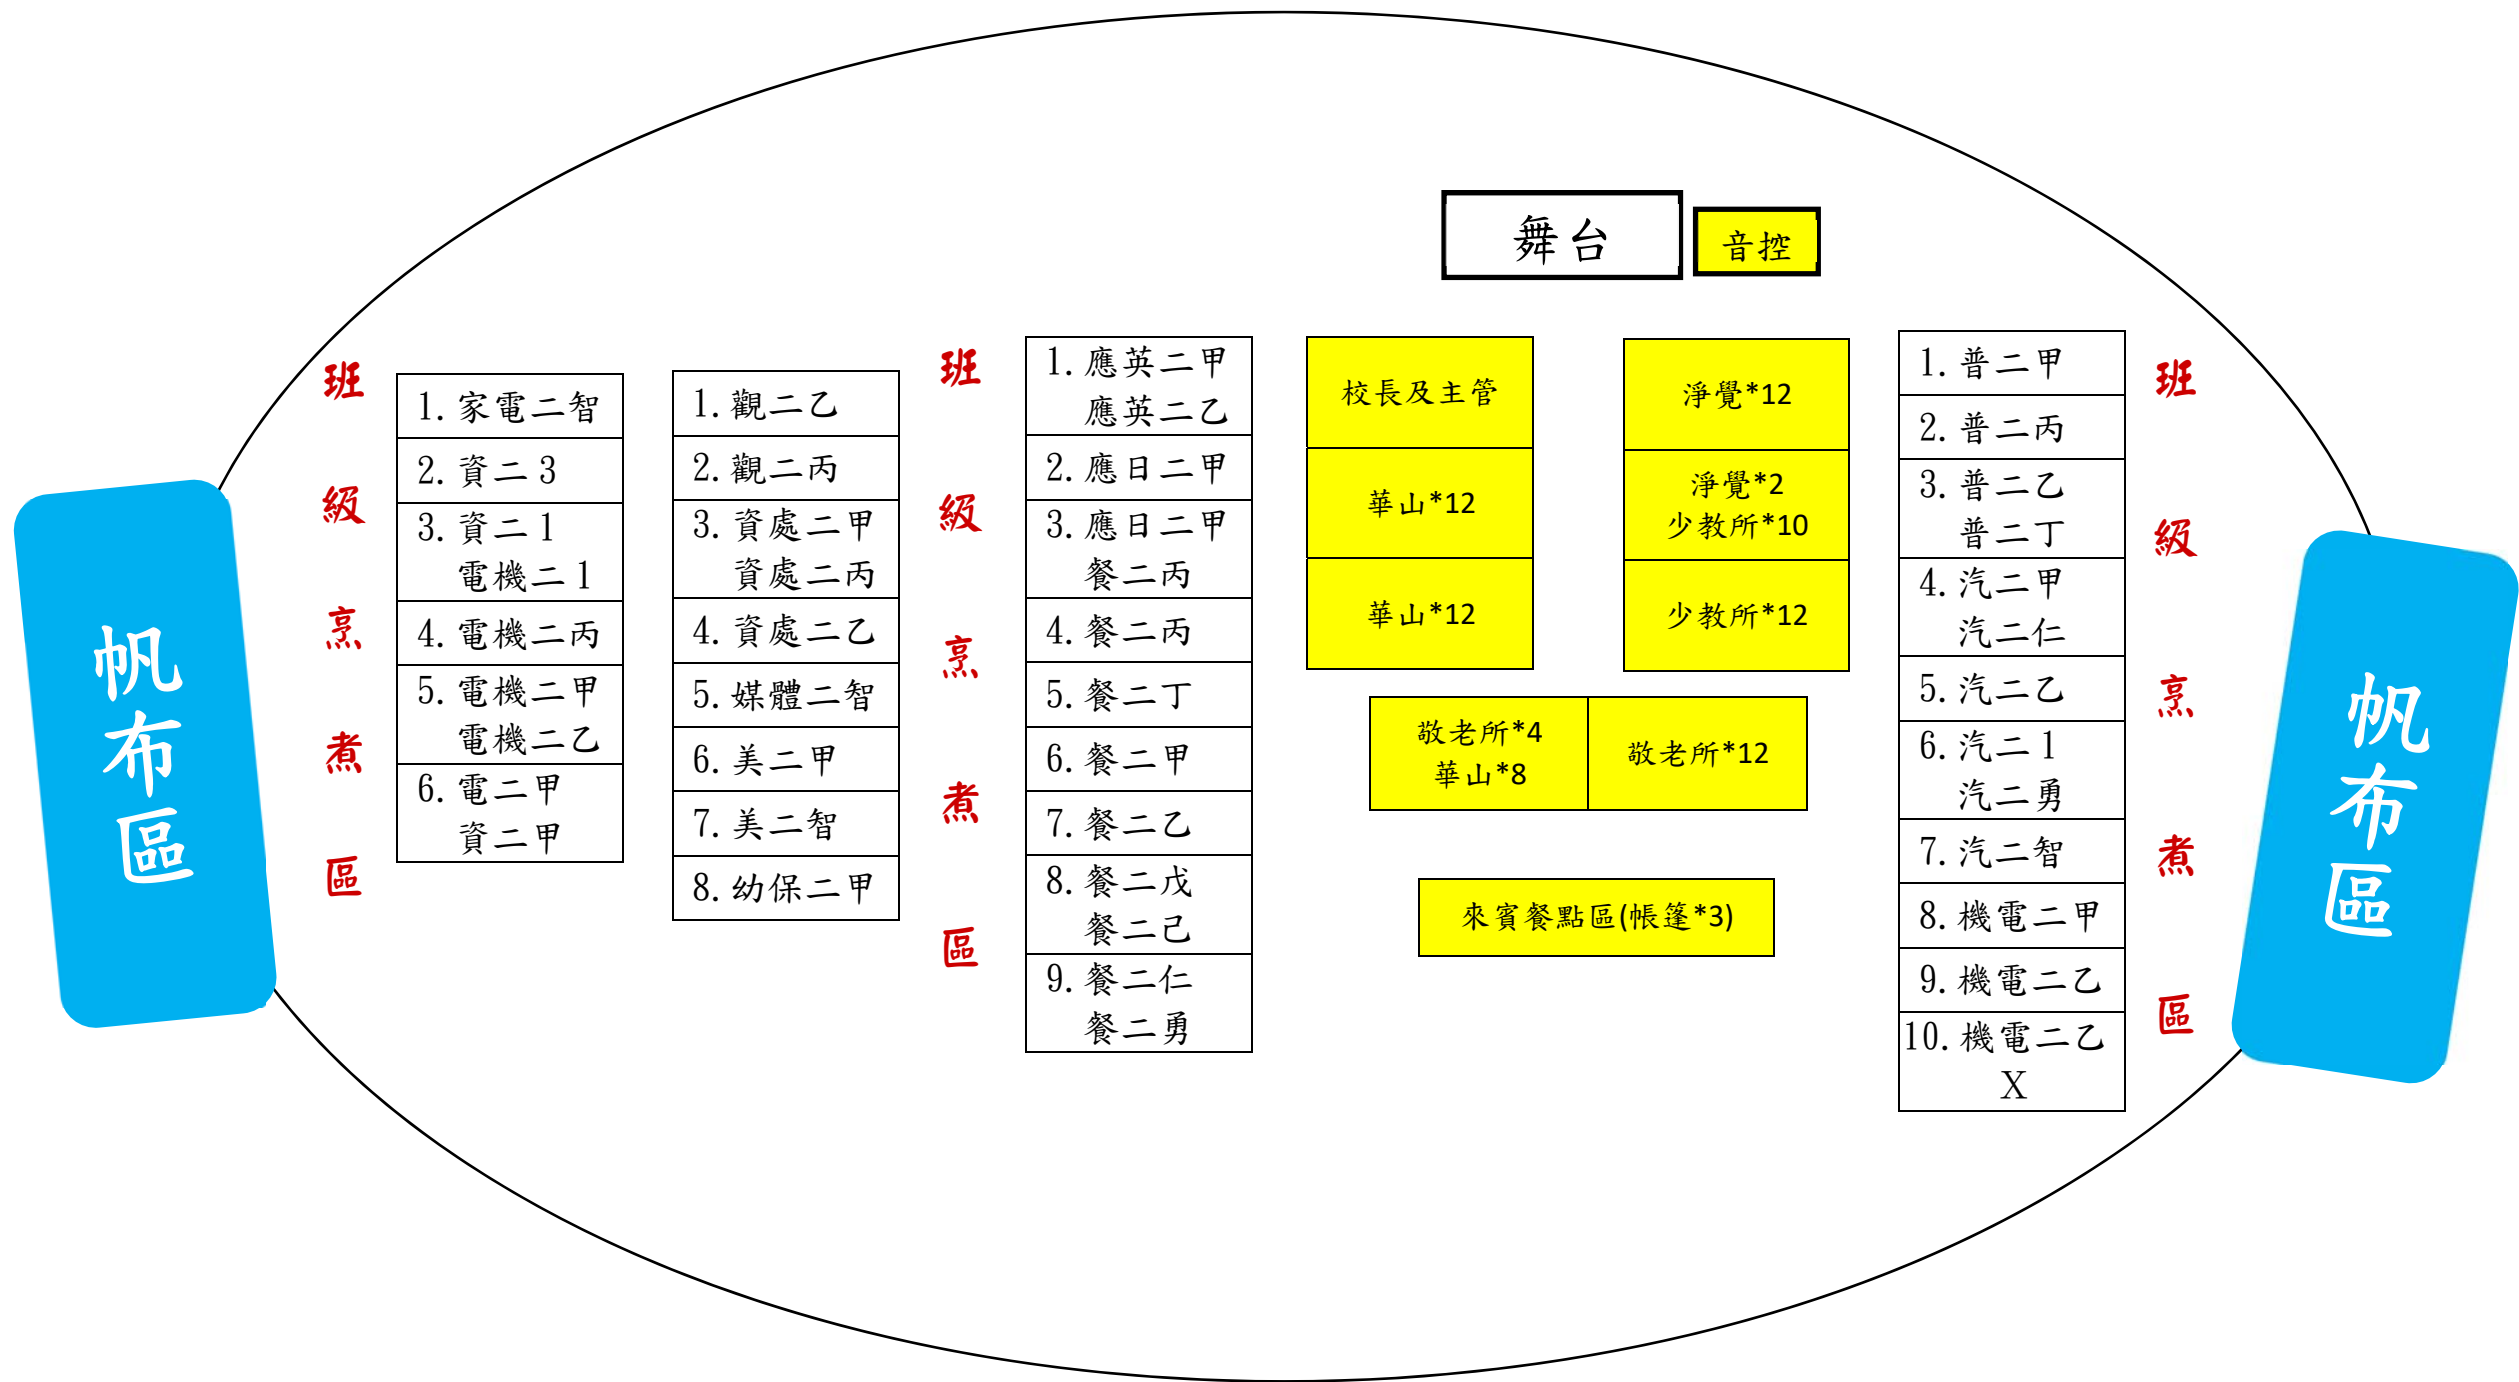 舞台
音控
帆布區
班級烹煮區
1.家電二智
2.資二3
3.資二1
電機二1
4.電機二丙
5.電機二甲
電機二乙
6.電二甲
資二甲
1.觀二乙
2.觀二丙
3.資處二甲
資處二丙
4.資處二乙
5.媒體二智
6.美二甲
7.美二智
8.幼保二甲
班級烹煮區
1.應英二甲
應英二乙
2.應日二甲
3.應日二甲
餐二丙
4.餐二丙
5.餐二丁
6.餐二甲
7.餐二乙
8.餐二戊
餐二己
9.餐二仁
餐二勇
校長及主管
華山*12
華山*12
淨覺*12
淨覺*2
少教所*10
少教所*12
敬老所*4
華山*8
敬老所*12
來賓餐點區(帳篷*3)
1.普二甲
2.普二丙
3.普二乙
普二丁
4.汽二甲
汽二仁
5.汽二乙
6.汽二1
汽二勇
7.汽二智
8.機電二甲
9.機電二乙
10.機電二乙
X
班級烹煮區
帆布區